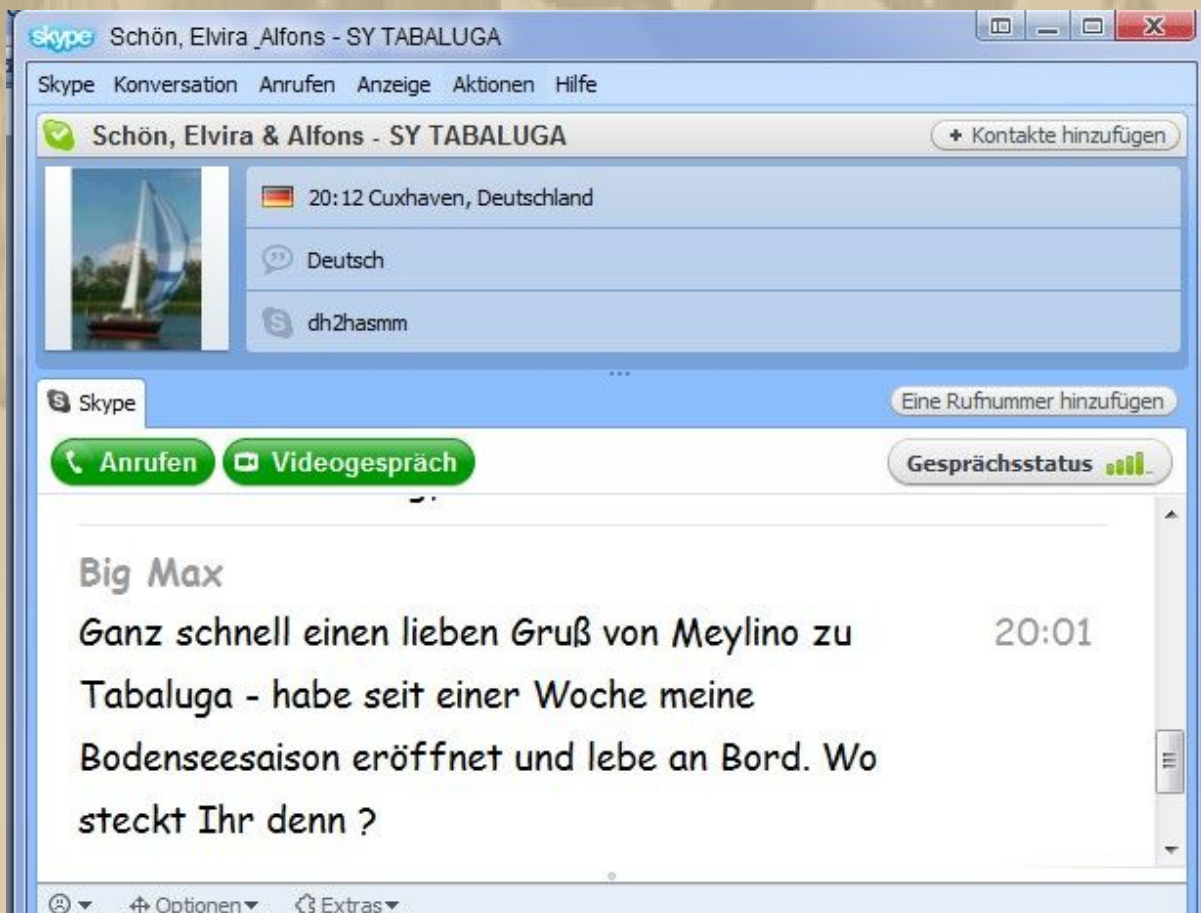 skype Schön, Elvira _Alfons - SY TABALUGA
Skype Konversation Anrufen Anzeige Aktionen Hilfe
Schön, Elvira & Alfons - SY TABALUGA
+ Kontakte hinzufügen
20:12 Cuxhaven, Deutschland
Deutsch
dh2hasmm
Skype
Eine Rufnummer hinzufügen
Anrufen
Videogespräch
Gesprächsstatus
Big Max
Ganz schnell einen lieben Gruß von Meylino zu 20:01
Tabaluga - habe seit einer Woche meine
Bodenseesaison eröffnet und lebe an Bord. Wo
steckt Ihr denn ?
Optionen Extras